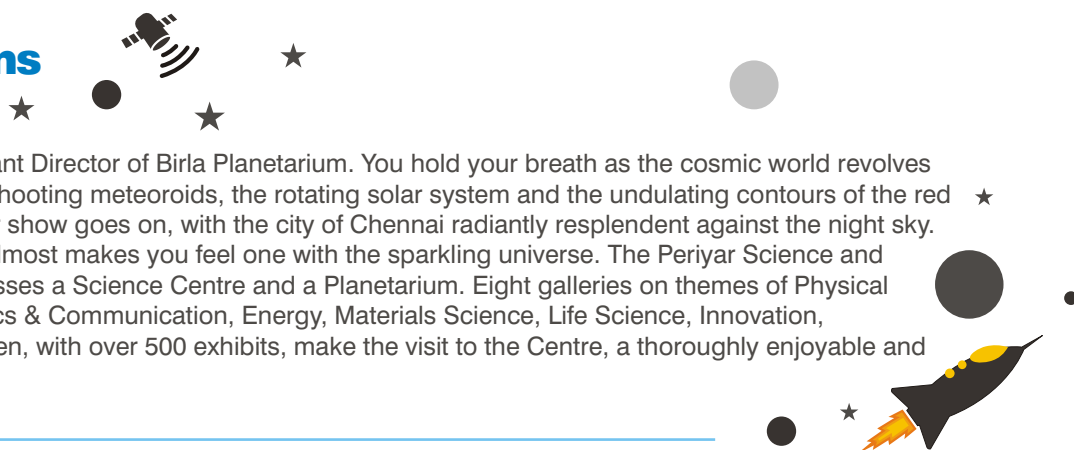 ns
ant Director of Birla Planetarium. You hold your breath as the cosmic world revolves
hooting meteoroids, the rotating solar system and the undulating contours of the red
show goes on, with the city of Chennai radiantly resplendent against the night sky.
lmost makes you feel one with the sparkling universe. The Periyar Science and
sses a Science Centre and a Planetarium. Eight galleries on themes of Physical
cs & Communication, Energy, Materials Science, Life Science, Innovation,
en, with over 500 exhibits, make the visit to the Centre, a thoroughly enjoyable and